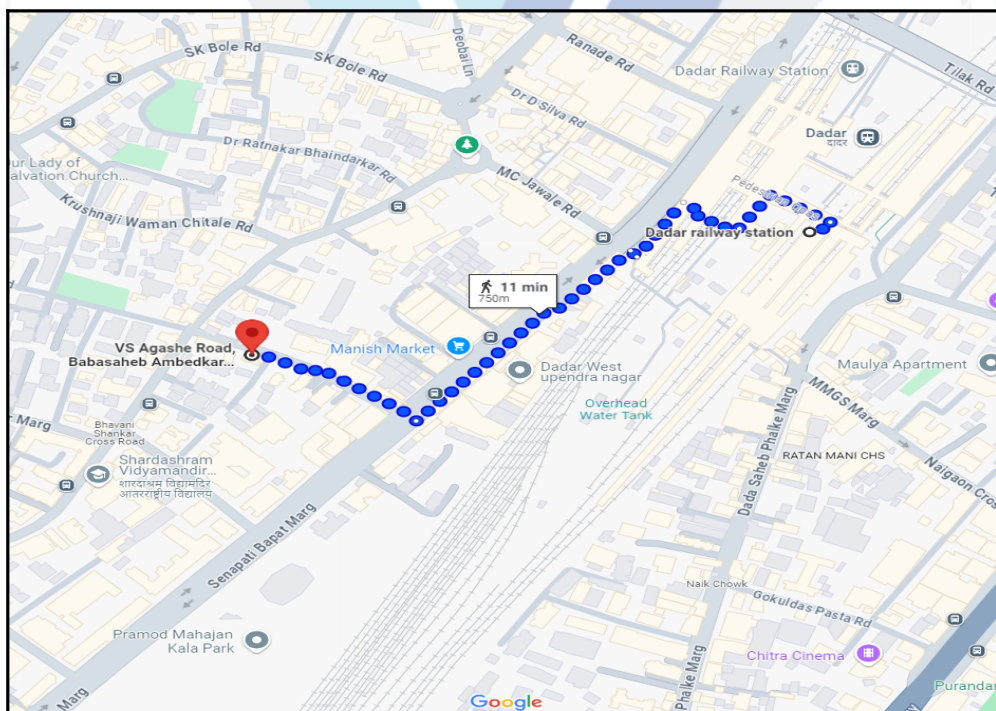 SK Bole Rd
SK Bole Rd
Deobai Ln
Ranade Rd
Dadar Railway Station
Tilak Rd
Dr D Silva Rd
Dadar
दादर
Dr Ratnakar Bhaindarkar Rd
MC Jawale Rd
Our Lady of
Salvation Church...
Krushnaji Waman Chitale Rd
Dadar railway station
11 min
750m
VS Agashe Road,
Babasaheb Ambedkar...
Manish Market
Dadar West
upendra nagar
Maulya Apartment
Overhead
Water Tank
MMGS Marg
Marg
Bhavani
Shankar
Cross Road
RATAN MANI CHS
Shardashram
Vidyamandir...
शारदाश्रम विद्यामंदिर
आंतरराष्ट्रीय विद्यालय
Dada Saheb Phalke Marg
Naigaon Cros
Senapati Bapat Marg
Naik Chowk
Gokuldas Pasta Rd
Pramod Mahajan
Kala Park
Chitra Cinema
Phalke Marg
Marg
Purandar
Google